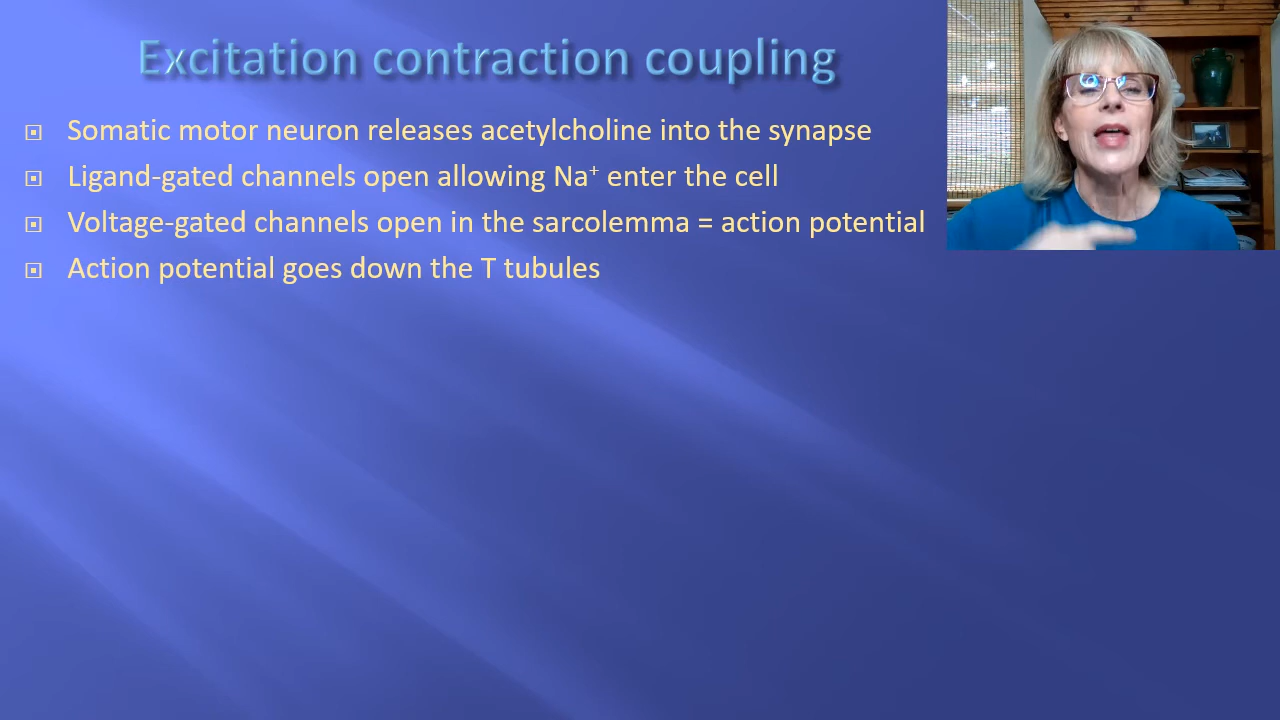 Excitation contraction coupling
Somatic motor neuron releases acetylcholine into the synapse
Ligand-gated channels open allowing Na⁺ enter the cell
Voltage-gated channels open in the sarcolemma = action potential
Action potential goes down the T tubules